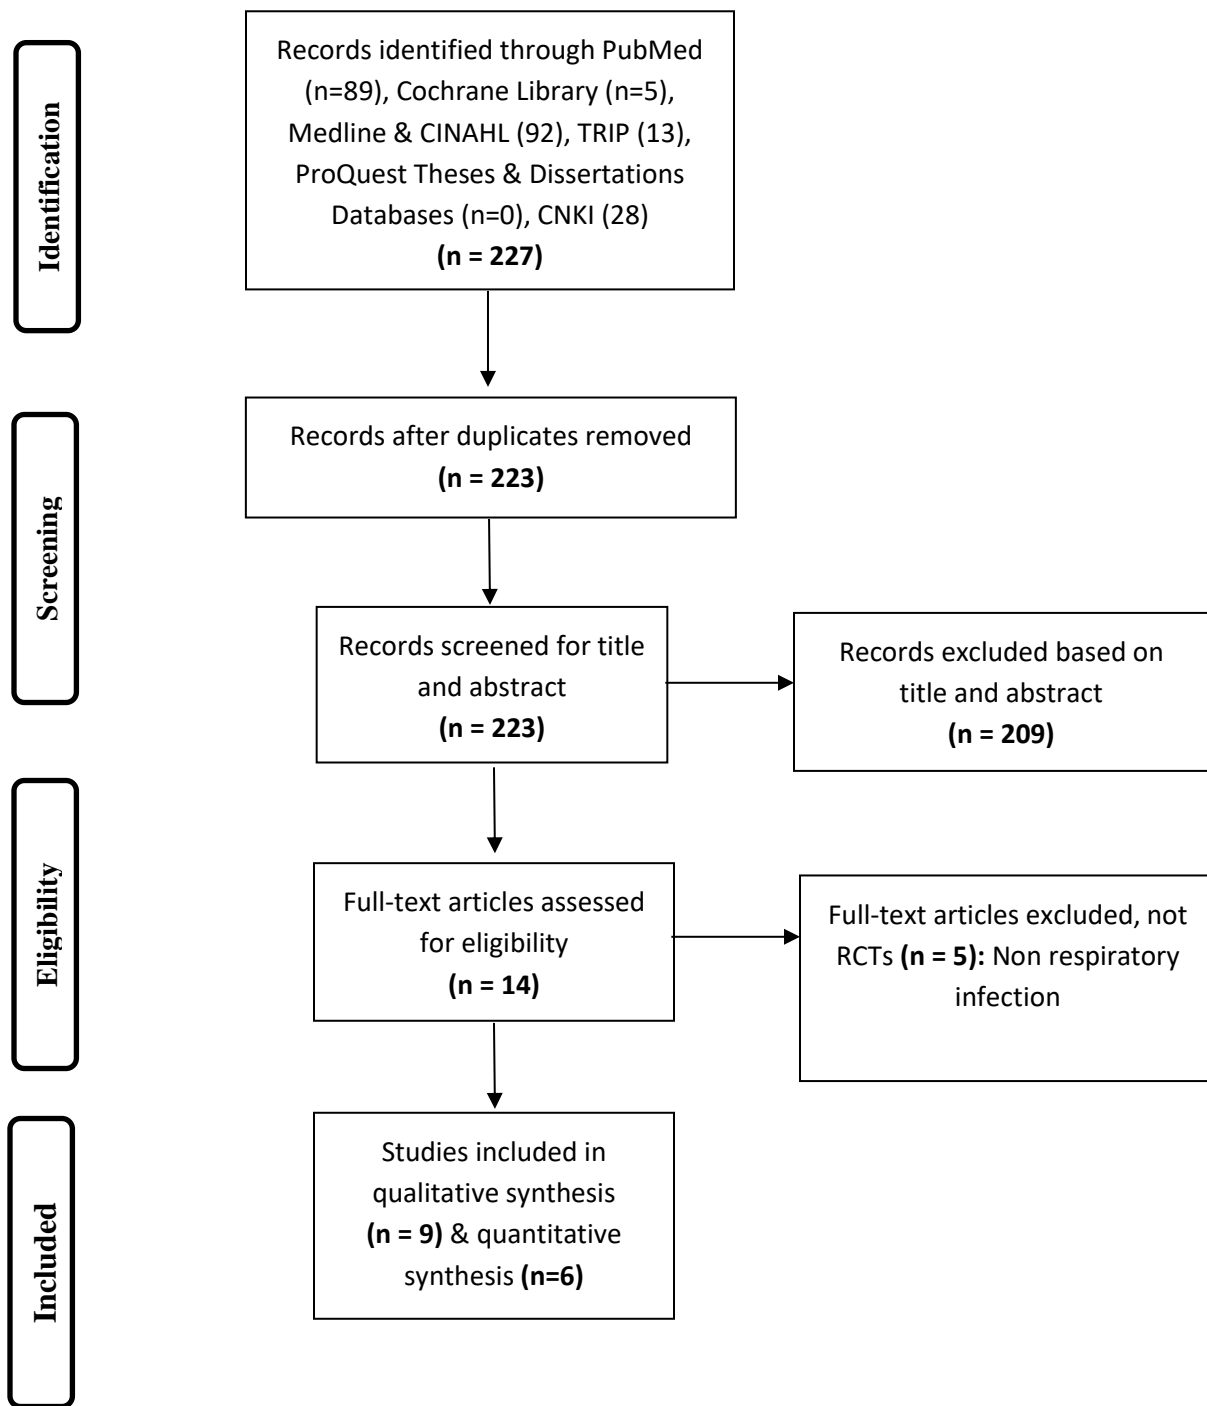 Identification
Records identified through PubMed
(n=89), Cochrane Library (n=5),
Medline & CINAHL (92), TRIP (13),
ProQuest Theses & Dissertations
Databases (n=0), CNKI (28)
(n = 227)
Screening
Records after duplicates removed
(n = 223)
Records screened for title
and abstract
(n = 223)
Records excluded based on
title and abstract
(n = 209)
Eligibility
Full-text articles assessed
for eligibility
(n = 14)
Full-text articles excluded, not
RCTs (n = 5): Non respiratory
infection
Included
Studies included in
qualitative synthesis
(n = 9) & quantitative
synthesis (n=6)